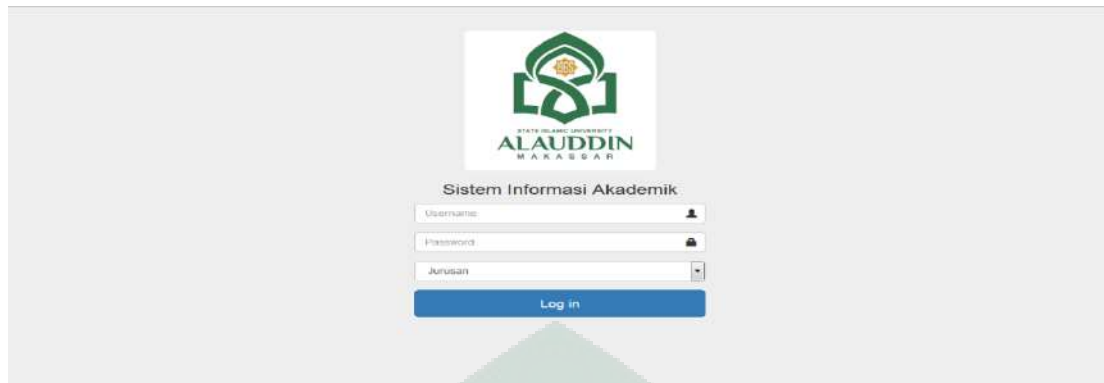 STATE ISLAMIC UNIVERSITY
ALAUDDIN
MAKASSAR
Sistem Informasi Akademik
Username
Password
Jurusan
Log in